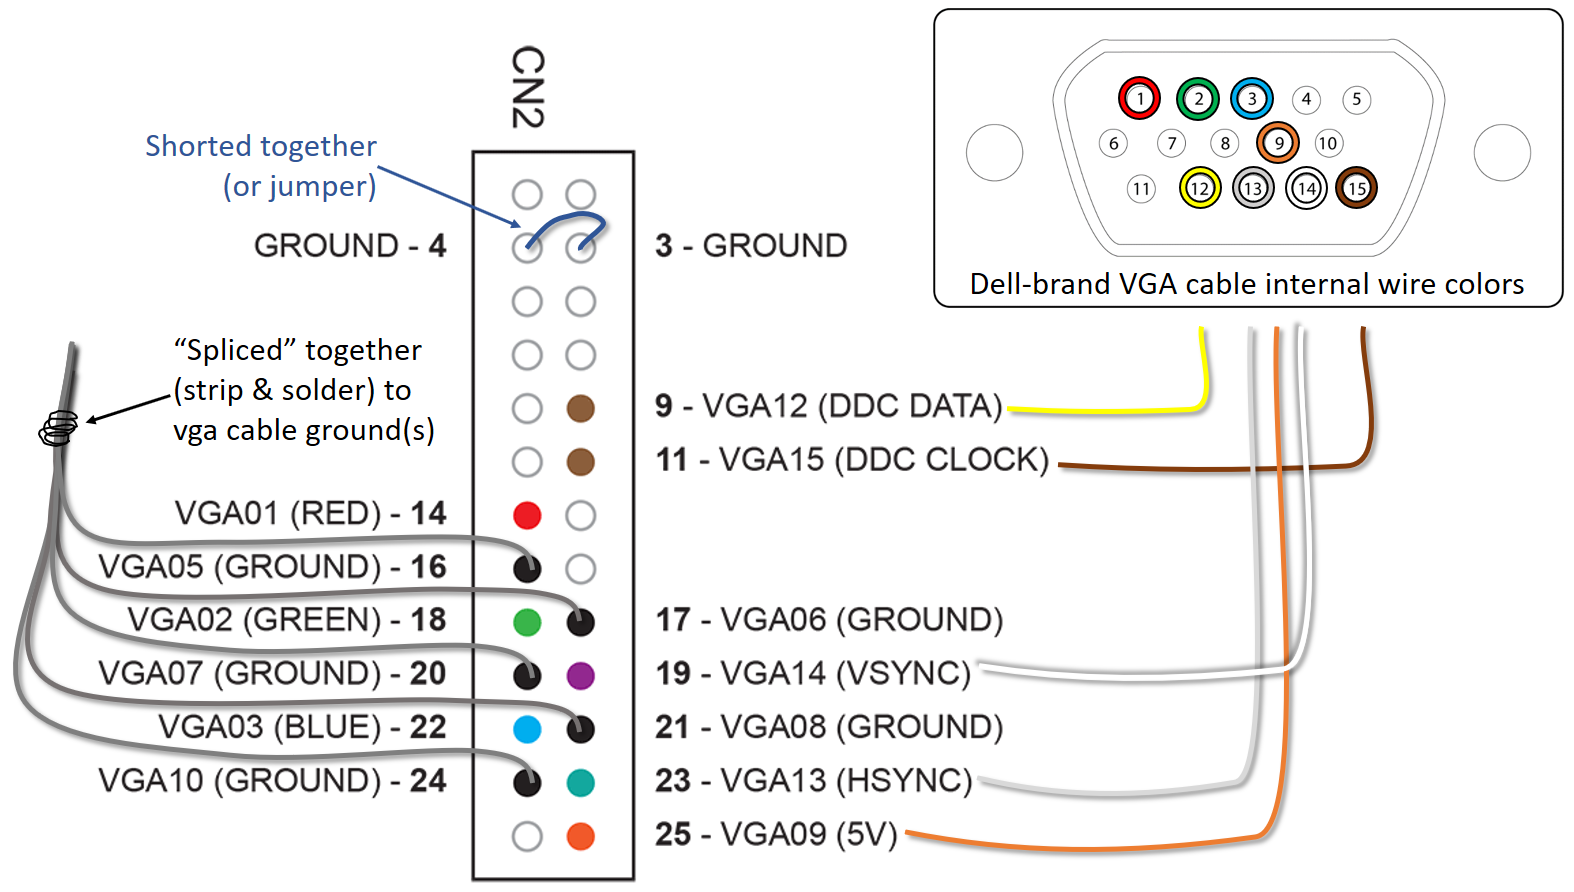 CN2
1 2 3 4 5
6 7 8 9 10
11 12 13 14 15
Dell-brand VGA cable internal wire colors
Shorted together
(or jumper)
GROUND - 4
3 - GROUND
“Spliced” together
(strip & solder) to
vga cable ground(s)
9 - VGA12 (DDC DATA)
11 - VGA15 (DDC CLOCK)
VGA01 (RED) - 14
VGA05 (GROUND) - 16
VGA02 (GREEN) - 18
17 - VGA06 (GROUND)
VGA07 (GROUND) - 20
19 - VGA14 (VSYNC)
VGA03 (BLUE) - 22
21 - VGA08 (GROUND)
VGA10 (GROUND) - 24
23 - VGA13 (HSYNC)
25 - VGA09 (5V)